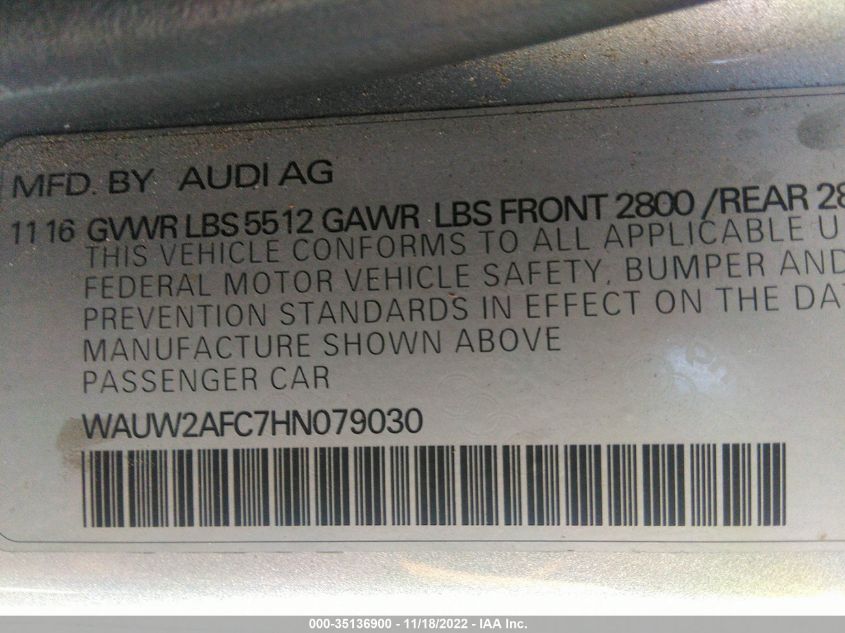 MFD. BY AUDI AG
11 16 GVWR LBS 5512 GAWR LBS FRONT 2800 /REAR 28
THIS VEHICLE CONFORMS TO ALL APPLICABLE U
FEDERAL MOTOR VEHICLE SAFETY, BUMPER AND
PREVENTION STANDARDS IN EFFECT ON THE DAT
MANUFACTURE SHOWN ABOVE
PASSENGER CAR
WAUW2AFC7HN079030
000-35136900 - 11/18/2022 - IAA Inc.